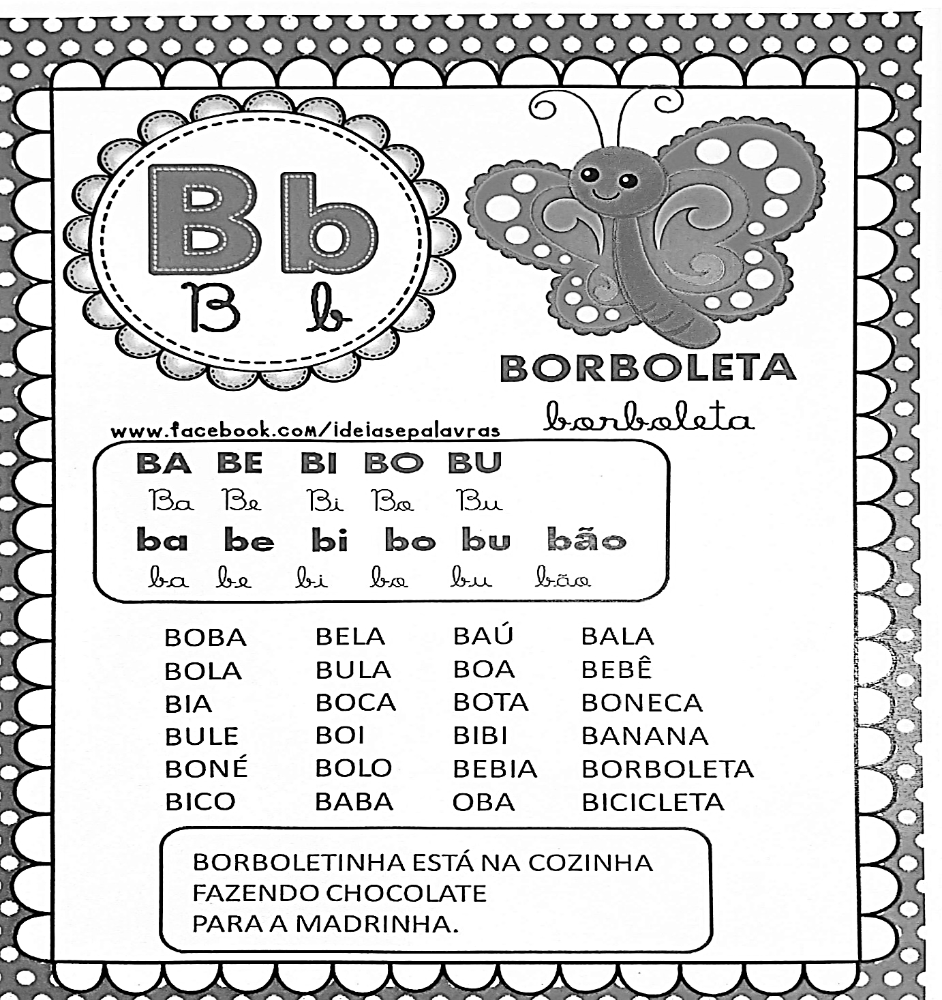 Bb
B b
BORBOLETA
borboleta
www.facebook.com/ideiasepalavras
BA BE BI BO BU
Ba Be Bi Bo Bu
ba be bi bo bu bão
ba be bi bo bu bão
BOBA BELA BAÚ BALA
BOLA BULA BOA BEBÊ
BIA BOCA BOTA BONECA
BULE BOI BIBI BANANA
BONÉ BOLO BEBIA BORBOLETA
BICO BABA OBA BICICLETA
BORBOLETINHA ESTÁ NA COZINHA
FAZENDO CHOCOLATE
PARA A MADRINHA.